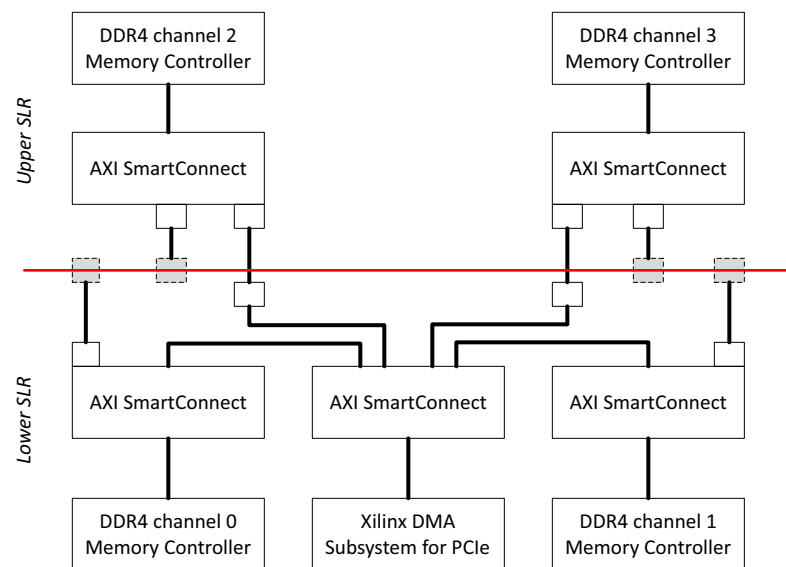 DDR4 channel 2
Memory Controller
DDR4 channel 3
Memory Controller
Upper SLR
AXI SmartConnect
AXI SmartConnect
Lower SLR
AXI SmartConnect
AXI SmartConnect
AXI SmartConnect
DDR4 channel 0
Memory Controller
Xilinx DMA
Subsystem for PCIe
DDR4 channel 1
Memory Controller